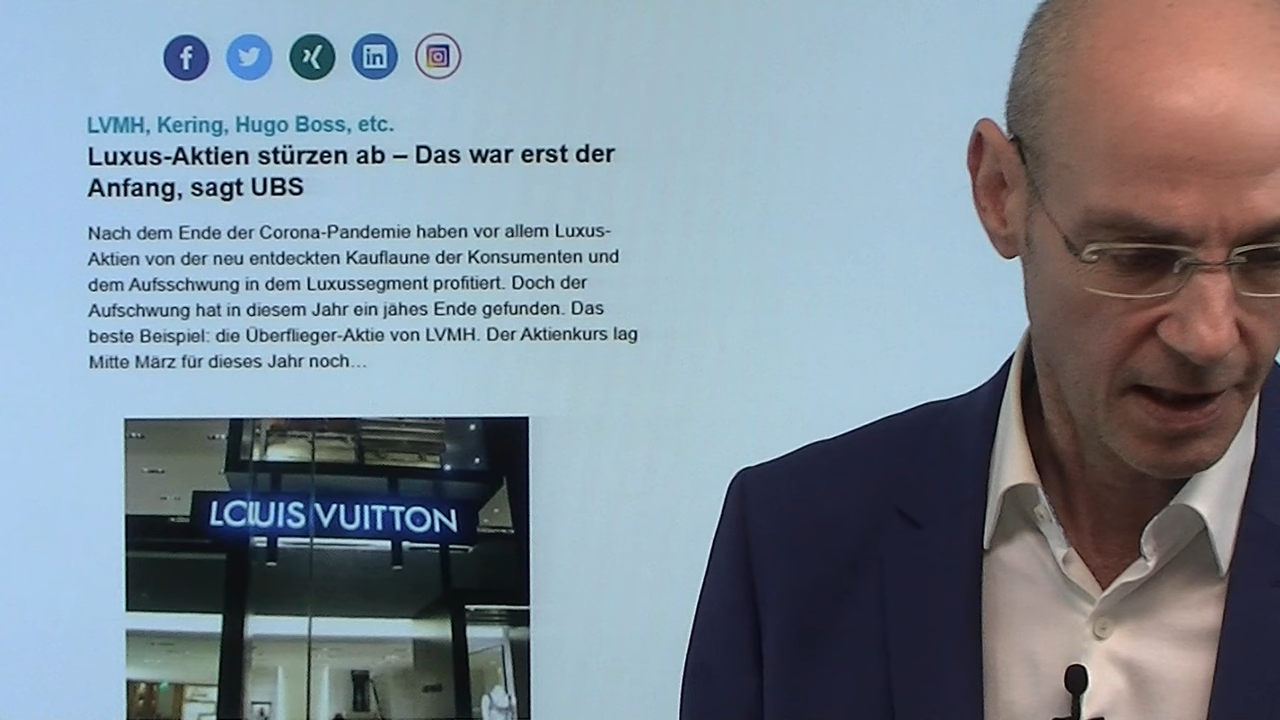 LVMH, Kering, Hugo Boss, etc.
Luxus-Aktien stürzen ab – Das war erst der
Anfang, sagt UBS
Nach dem Ende der Corona-Pandemie haben vor allem Luxus-
Aktien von der neu entdeckten Kauflaune der Konsumenten und
dem Aufsschwung in dem Luxussegment profitiert. Doch der
Aufschwung hat in diesem Jahr ein jähes Ende gefunden. Das
beste Beispiel: die Überflieger-Aktie von LVMH. Der Aktienkurs lag
Mitte März für dieses Jahr noch…
LOUIS VUITTON